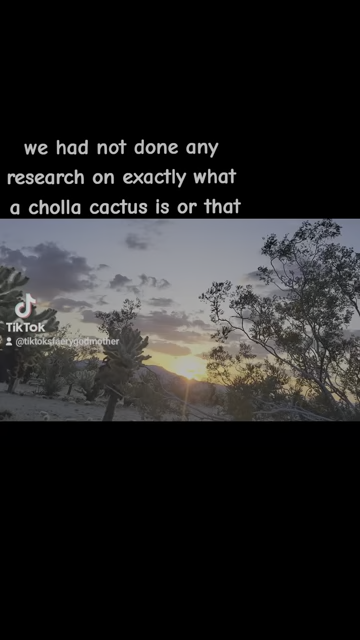 we had not done any
research on exactly what
a cholla cactus is or that
TikTok
@tiktoksfaerygodmother